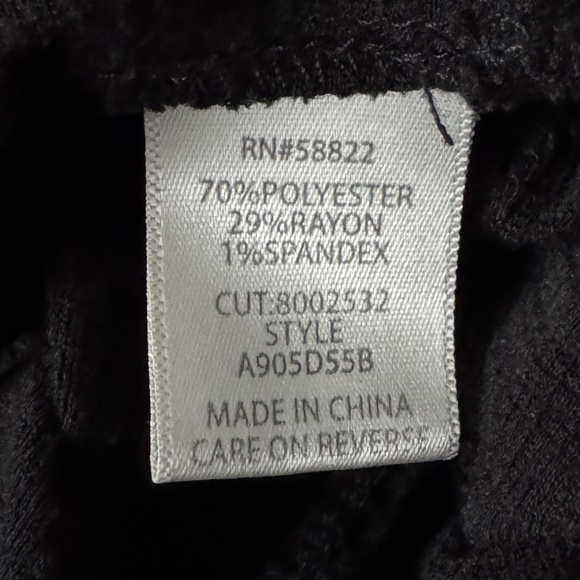 RN#58822
70%POLYESTER
29%RAYON
1%SPANDEX
CUT:8002532
STYLE
A905D55B
MADE IN CHINA
CARE ON REVERSE